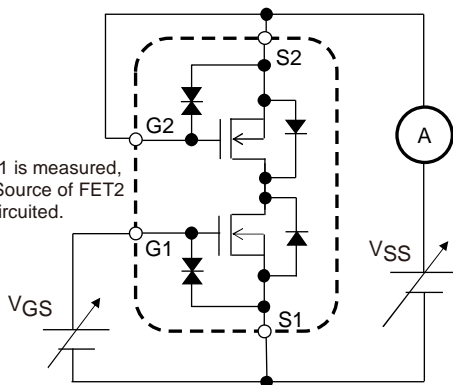 S2
G2
A
1 is measured,
Source of FET2
ircuited.
G1
VSS
VGS
S1